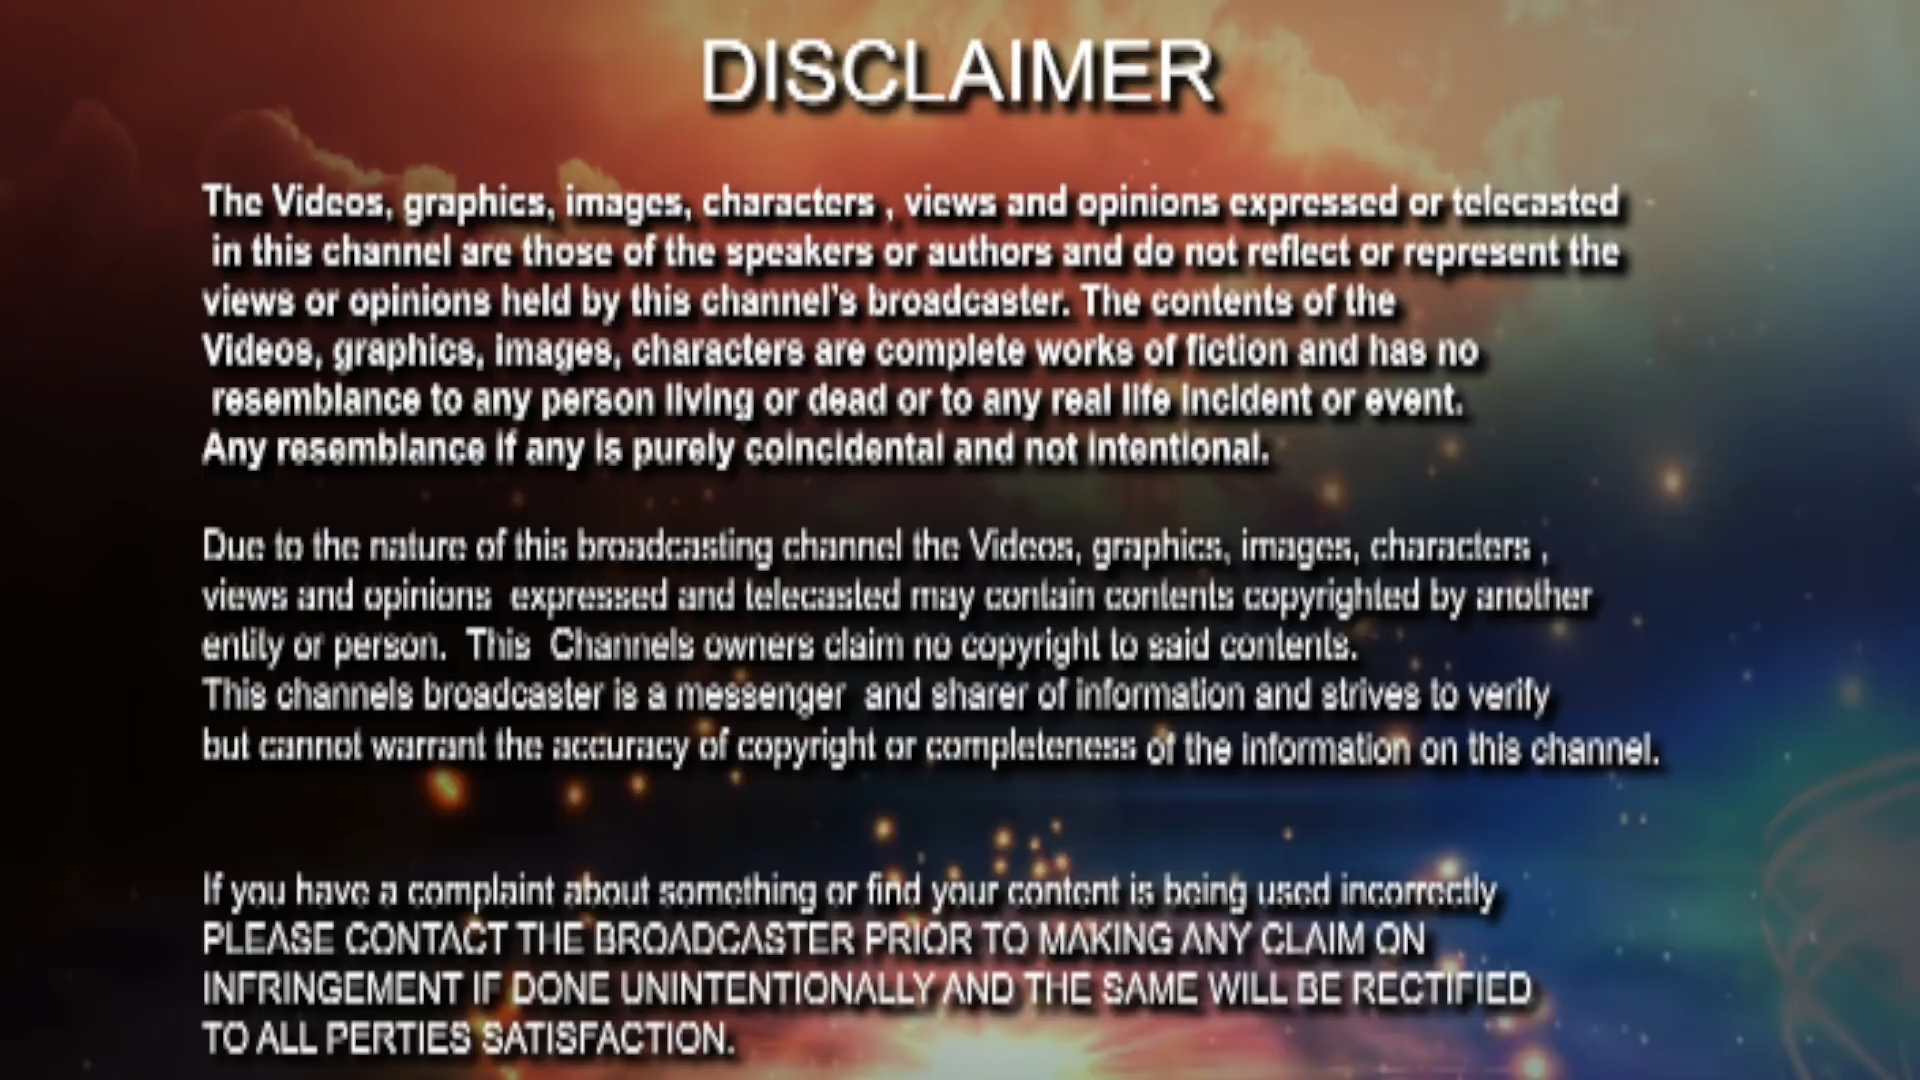 DISCLAIMER
The Videos, graphics, images, characters , views and opinions expressed or telecasted
in this channel are those of the speakers or authors and do not reflect or represent the
views or opinions held by this channel's broadcaster. The contents of the
Videos, graphics, images, characters are complete works of fiction and has no
resemblance to any person living or dead or to any real life incident or event.
Any resemblance if any is purely coincidental and not intentional.
Due to the nature of this broadcasting channel the Videos, graphics, images, characters ,
views and opinions expressed and telecasted may contain contents copyrighted by another
entity or person. This Channels owners claim no copyright to said contents.
This channels broadcaster is a messenger and sharer of information and strives to verify
but cannot warrant the accuracy of copyright or completeness of the information on this channel.
If you have a complaint about something or find your content is being used incorrectly
PLEASE CONTACT THE BROADCASTER PRIOR TO MAKING ANY CLAIM ON
INFRINGEMENT IF DONE UNINTENTIONALLY AND THE SAME WILL BE RECTIFIED
TO ALL PERTIES SATISFACTION.